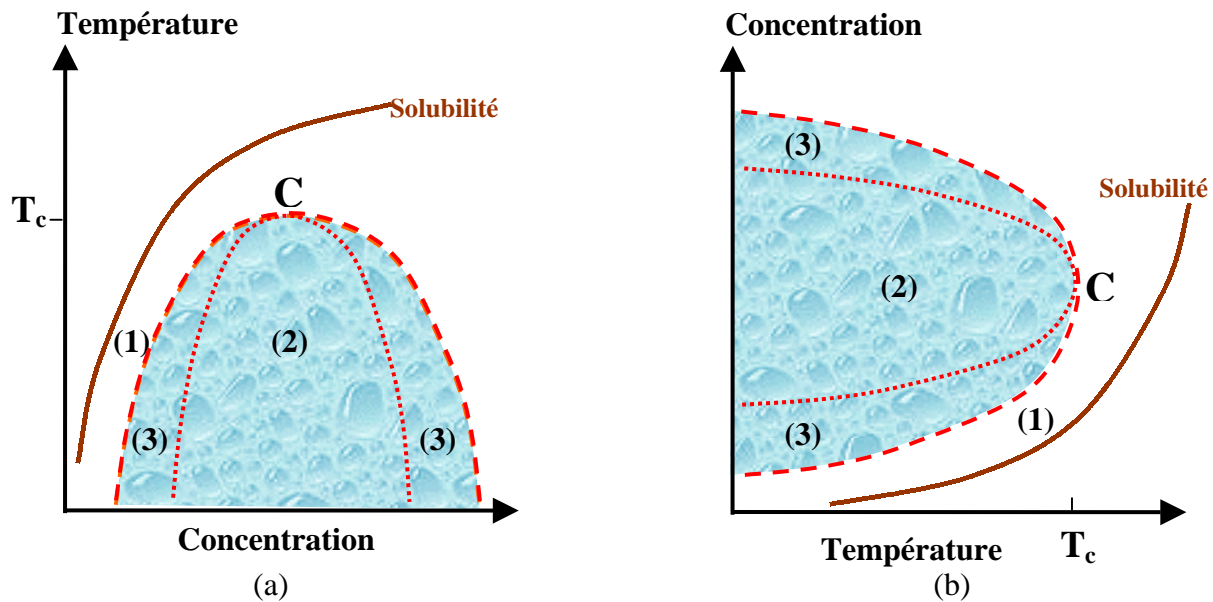 Température
Solubilité
C
Tc
(1)
(2)
(3)
(3)
Concentration
(a)
Concentration
(3)
Solubilité
(2)
C
(1)
(3)
Température
Tc
(b)